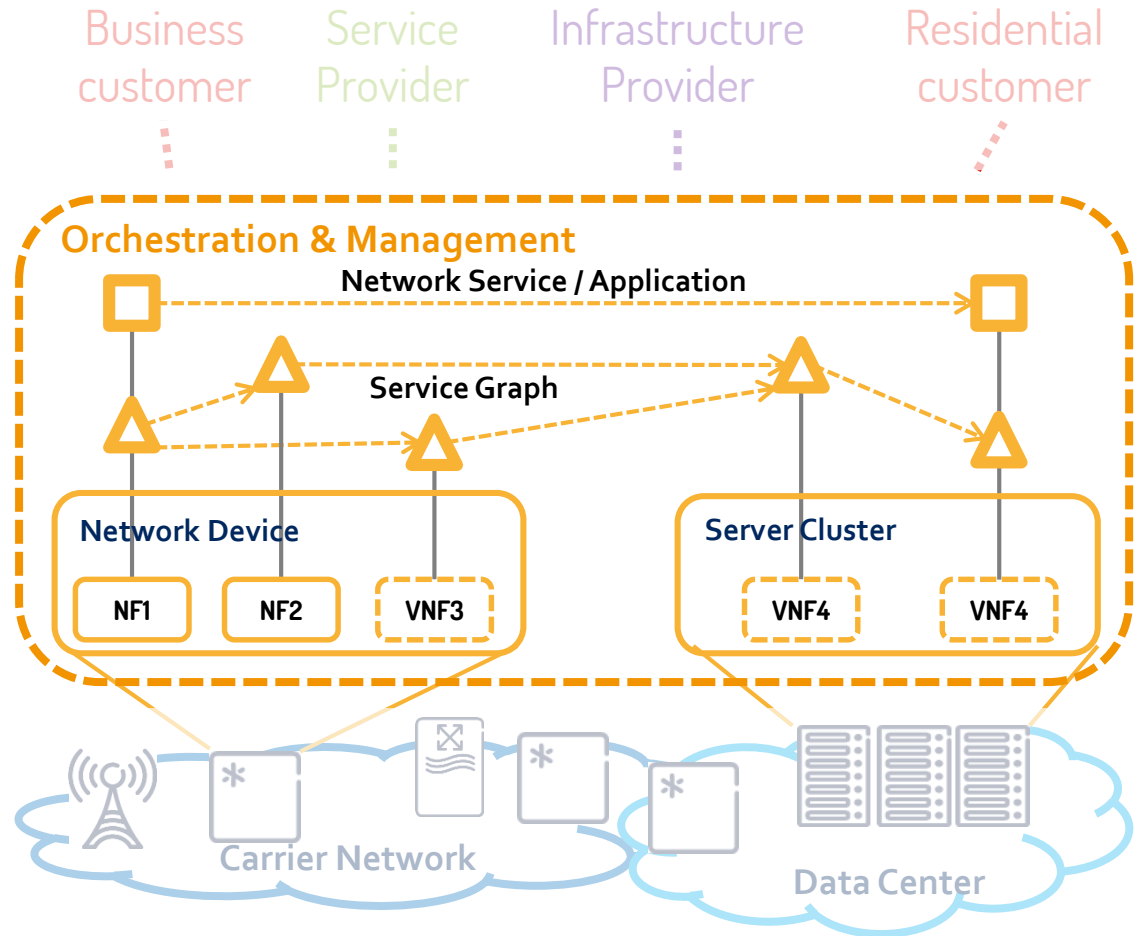 Business
customer
Service
Provider
Infrastructure
Provider
Residential
customer
Orchestration & Management
Network Service / Application
Service Graph
Network Device
Server Cluster
NF1
NF2
VNF3
VNF4
VNF4
Carrier Network
Data Center